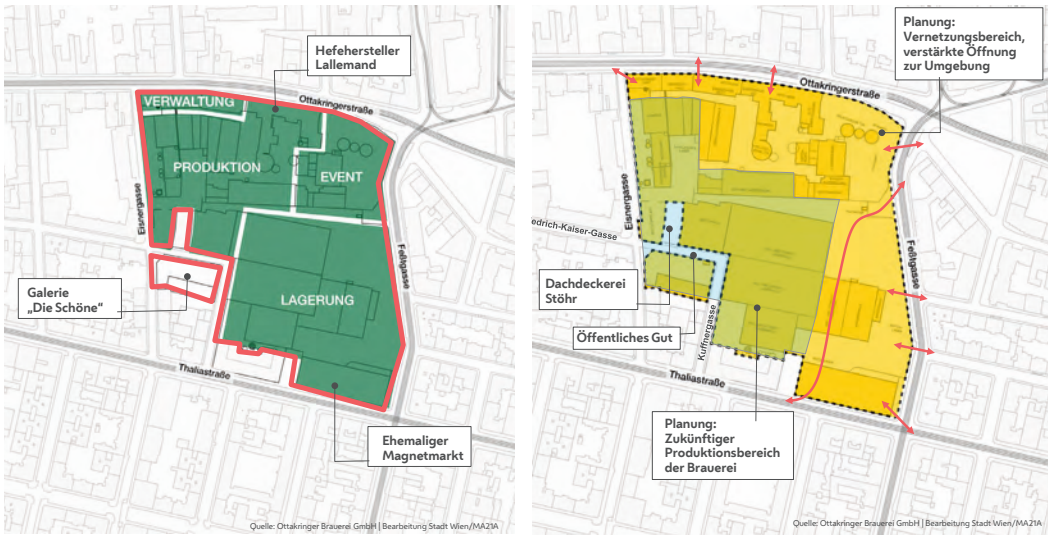 Hefehersteller
Lallemand
Ottakringerstraße
VERWALTUNG
PRODUKTION
EVENT
Eisnergasse
Feßtgasse
Galerie
„Die Schöne“
LAGERUNG
Thaliastraße
Ehemaliger
Magnetmarkt
Quelle: Ottakringer Brauerei GmbH | Bearbeitung Stadt Wien/MA21A
Planung:
Vernetzungsbereich,
verstärkte Öffnung
zur Umgebung
Ottakringerstraße
Eisnergasse
edrich-Kaiser-Gasse
Feßtgasse
Dachdeckerei
Stöhr
Öffentliches Gut
Kuffnergasse
Thaliastraße
Planung:
Zukünftiger
Produktionsbereich
der Brauerei
Quelle: Ottakringer Brauerei GmbH | Bearbeitung Stadt Wien/MA21A